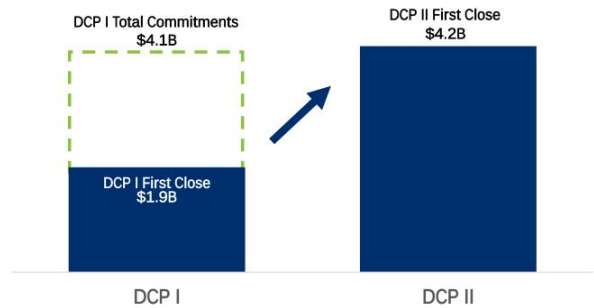 DCP I Total Commitments
$4.1B
DCP II First Close
$4.2B
DCP I First Close
$1.9B
DCP I
DCP II